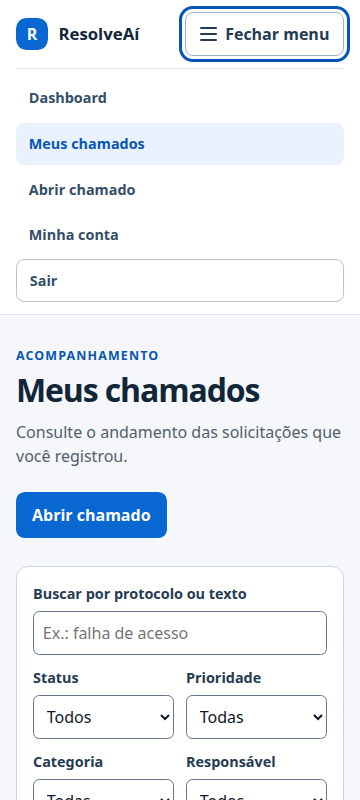 R ResolveAí
Fechar menu
Dashboard
Meus chamados
Abrir chamado
Minha conta
Sair
ACOMPANHAMENTO
Meus chamados
Consulte o andamento das solicitações que
você registrou.
Abrir chamado
Buscar por protocolo ou texto
Ex.: falha de acesso
Status
Prioridade
Todos
Todas
Categoria
Responsável
Todas
Todos